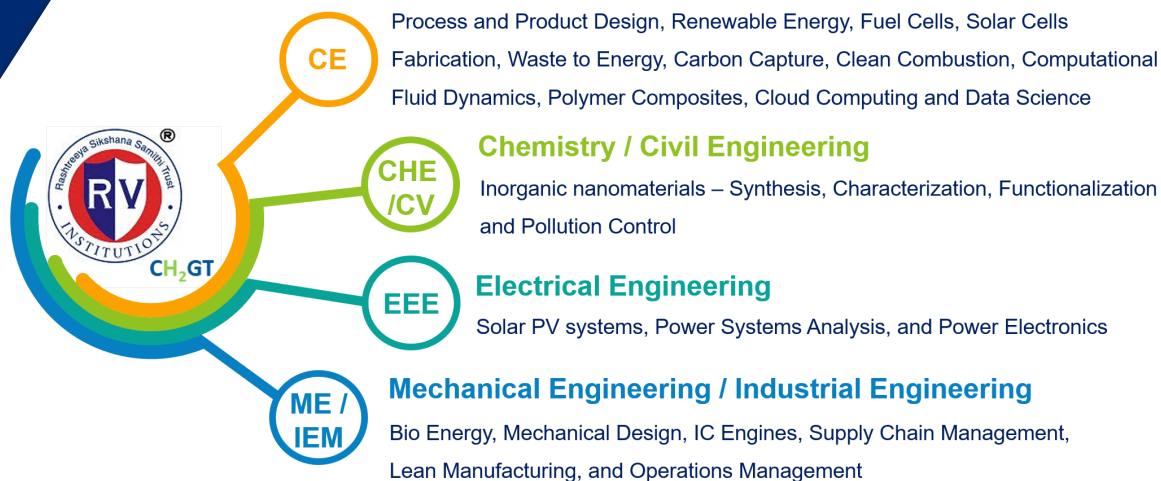 Rashtreeya Sikshana Samithi Trust
®
RV
INSTITUTIONS
CH₂GT
CE
Process and Product Design, Renewable Energy, Fuel Cells, Solar Cells
Fabrication, Waste to Energy, Carbon Capture, Clean Combustion, Computational
Fluid Dynamics, Polymer Composites, Cloud Computing and Data Science
CHE
/CV
Chemistry / Civil Engineering
Inorganic nanomaterials – Synthesis, Characterization, Functionalization
and Pollution Control
EEE
Electrical Engineering
Solar PV systems, Power Systems Analysis, and Power Electronics
ME /
IEM
Mechanical Engineering / Industrial Engineering
Bio Energy, Mechanical Design, IC Engines, Supply Chain Management,
Lean Manufacturing, and Operations Management